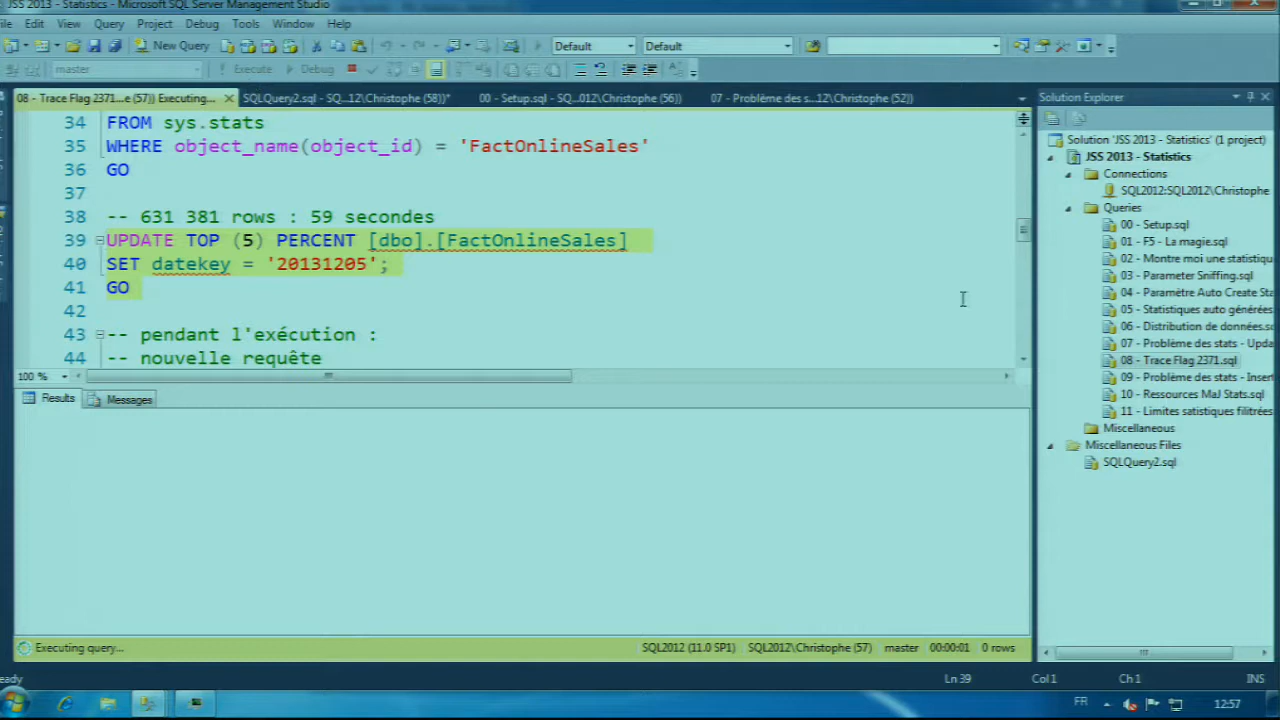 JSS 2013 - Statistics - Microsoft SQL Server Management Studio
File Edit View Query Project Debug Tools Window Help
New Query Default Default
master Execute Debug
08 - Trace Flag 2371...e (57)) Executing... SQLQuery2.sql - SQ...12\Christophe (58))* 00 - Setup.sql - SQ...012\Christophe (56)) 07 - Problème des s...12\Christophe (52))
34 FROM sys.stats
35 WHERE object_name(object_id) = 'FactOnlineSales'
36 GO
37
38 -- 631 381 rows : 59 secondes
39 UPDATE TOP (5) PERCENT [dbo].[FactOnlineSales]
40 SET datekey = '20131205';
41 GO
42
43 -- pendant l'exécution :
44 -- nouvelle requête
100 %
Results Messages
Executing query... SQL2012 (11.0 SP1) SQL2012\Christophe (57) master 00:00:01 0 rows
Solution Explorer
Solution 'JSS 2013 - Statistics' (1 project)
JSS 2013 - Statistics
Connections
SQL2012:SQL2012\Christophe
Queries
00 - Setup.sql
01 - F5 - La magie.sql
02 - Montre moi une statistiqu
03 - Parameter Sniffing.sql
04 - Paramètre Auto Create Sta
05 - Statistiques auto générées
06 - Distribution de données.s
07 - Problème des stats - Upda
08 - Trace Flag 2371.sql
09 - Problème des stats - Insert
10 - Ressources MaJ Stats.sql
11 - Limites satistiques filtrées
Miscellaneous
Miscellaneous Files
SQLQuery2.sql
eady Ln 39 Col 1 Ch 1 INS
FR 12:57